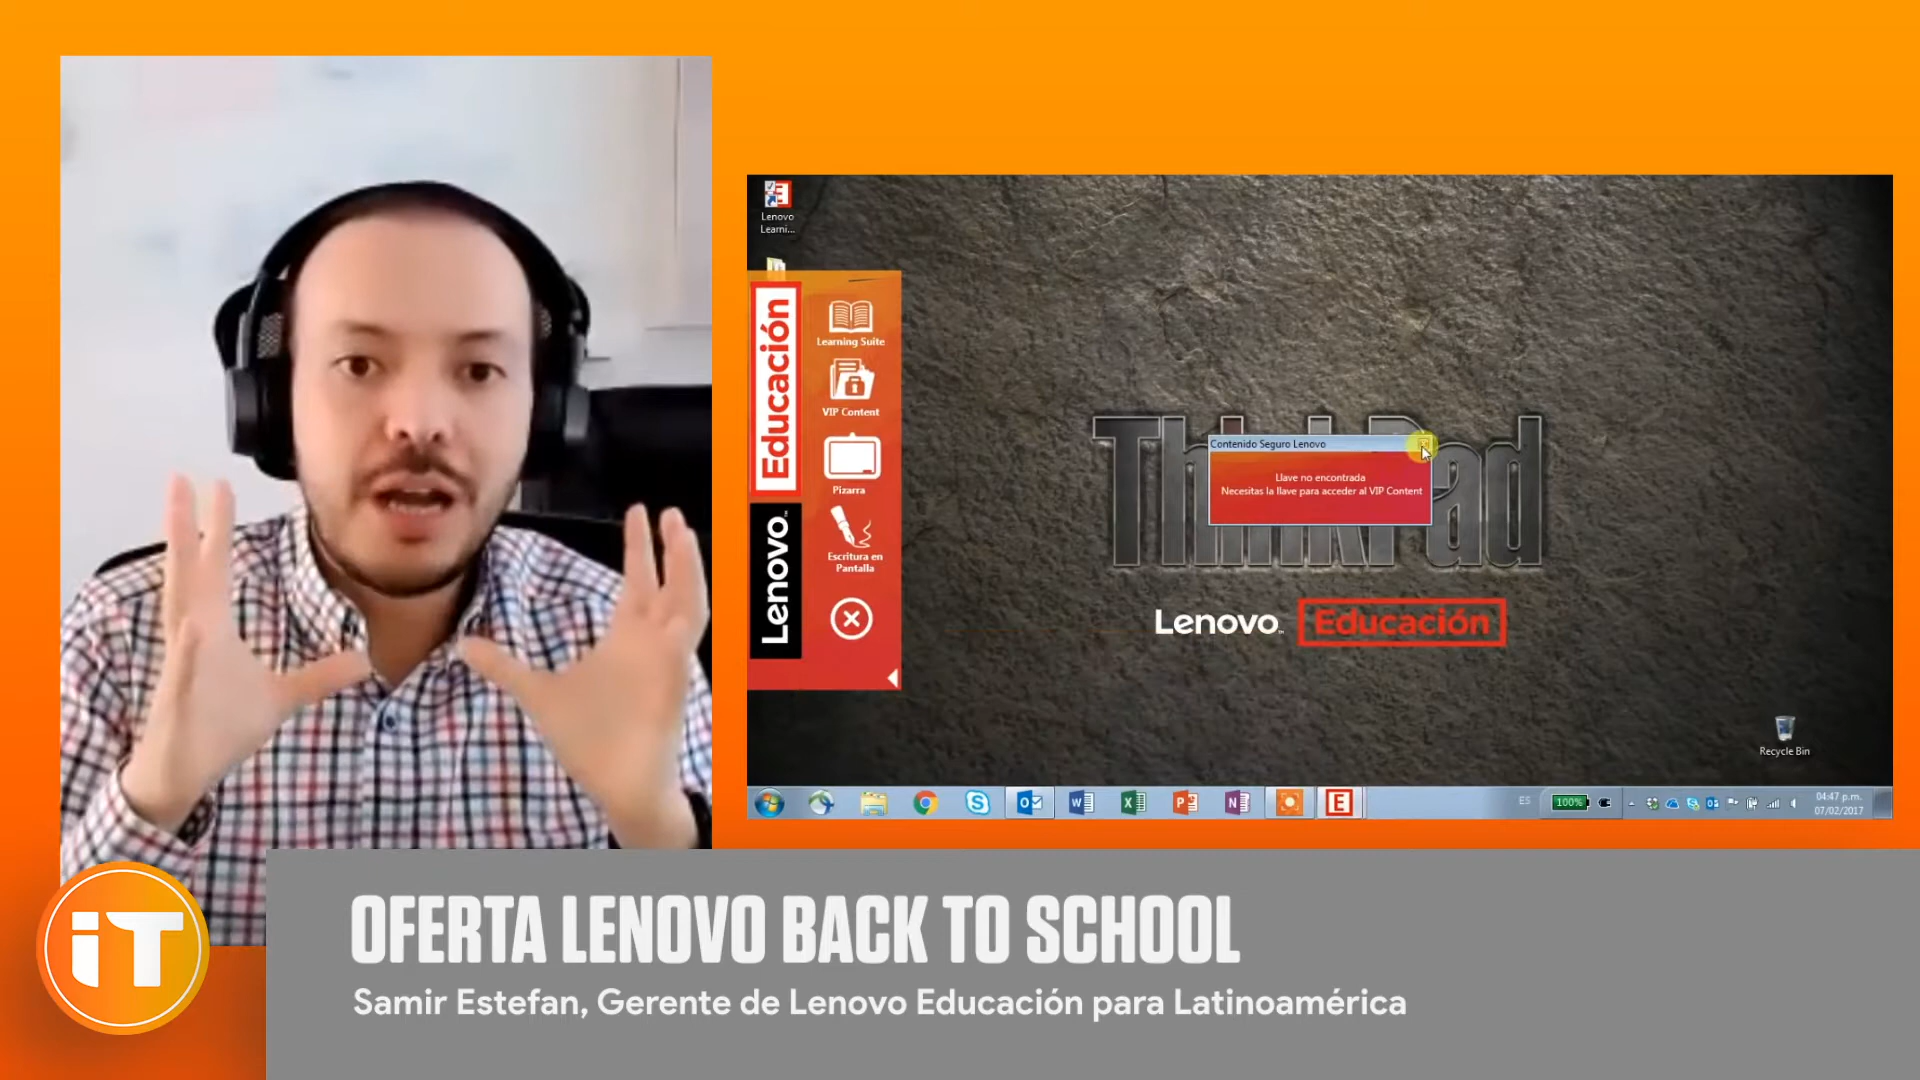 Lenovo
Learni...
Educación
Lenovo
Learning Suite
VIP Content
Pizarra
Escritura en
Pantalla
ThinkPad
Contenido Seguro Lenovo
Llave no encontrada
Necesitas la llave para acceder al VIP Content
Lenovo Educación
Recycle Bin
ES
100%
04:47 p.m.
07/02/2017
iT
OFERTA LENOVO BACK TO SCHOOL
Samir Estefan, Gerente de Lenovo Educación para Latinoamérica